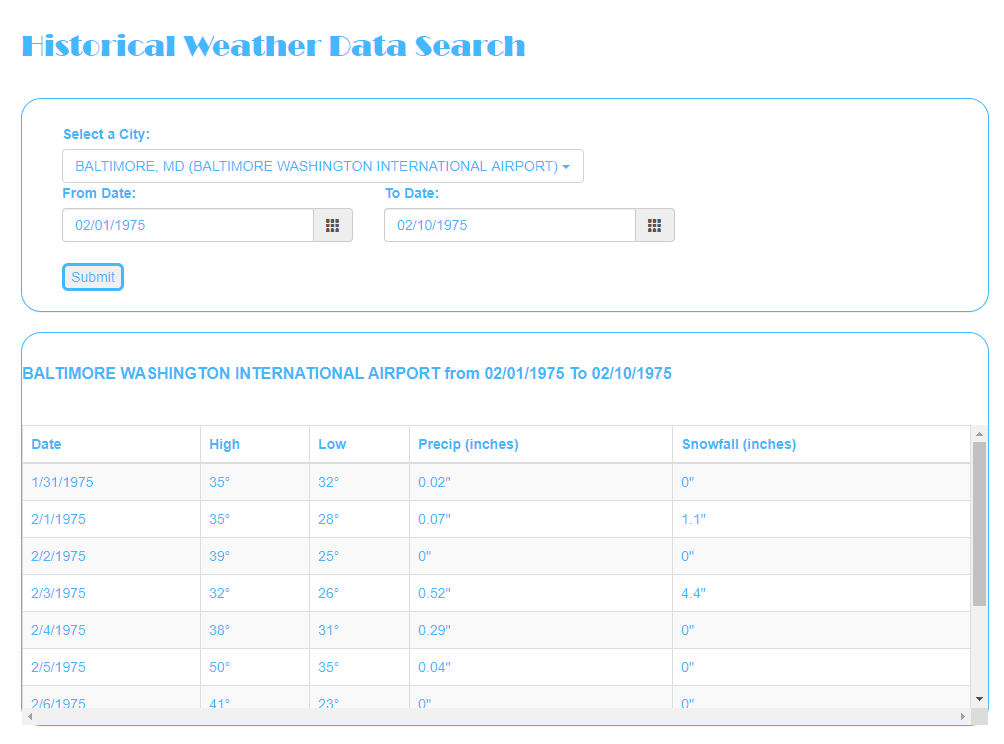 Historical Weather Data Search
Select a City:
BALTIMORE, MD (BALTIMORE WASHINGTON INTERNATIONAL AIRPORT)
From Date: To Date:
02/01/1975 02/10/1975
Submit
BALTIMORE WASHINGTON INTERNATIONAL AIRPORT from 02/01/1975 To 02/10/1975
Date High Low Precip (inches) Snowfall (inches)
1/31/1975 35° 32° 0.02" 0"
2/1/1975 35° 28° 0.07" 1.1"
2/2/1975 39° 25° 0" 0"
2/3/1975 32° 26° 0.52" 4.4"
2/4/1975 38° 31° 0.29" 0"
2/5/1975 50° 35° 0.04" 0"
2/6/1975 41° 23° 0" 0"